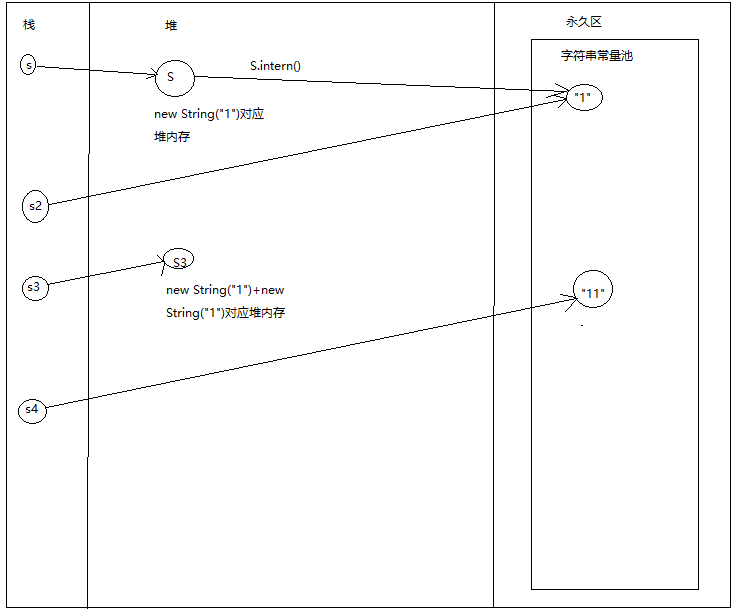 栈
堆
永久区
字符串常量池
s
S
S.intern()
"1"
new String("1")对应
堆内存
s2
s3
S3
new String("1")+new
String("1")对应堆内存
"11"
s4